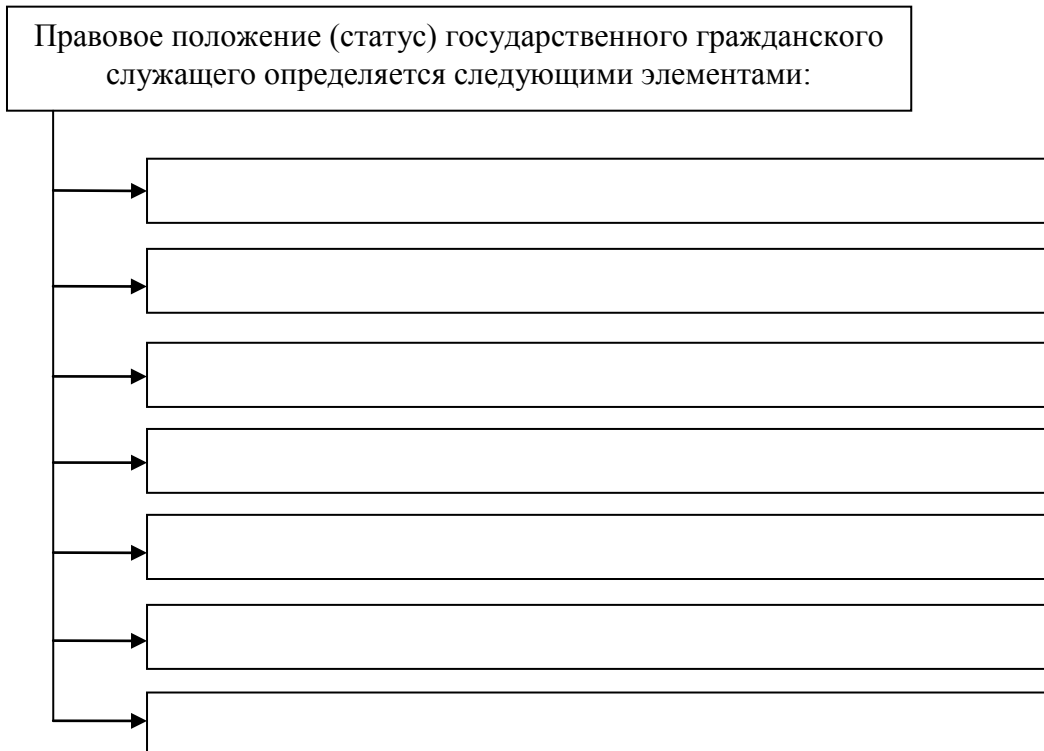 Правовое положение (статус) государственного гражданского
служащего определяется следующими элементами: